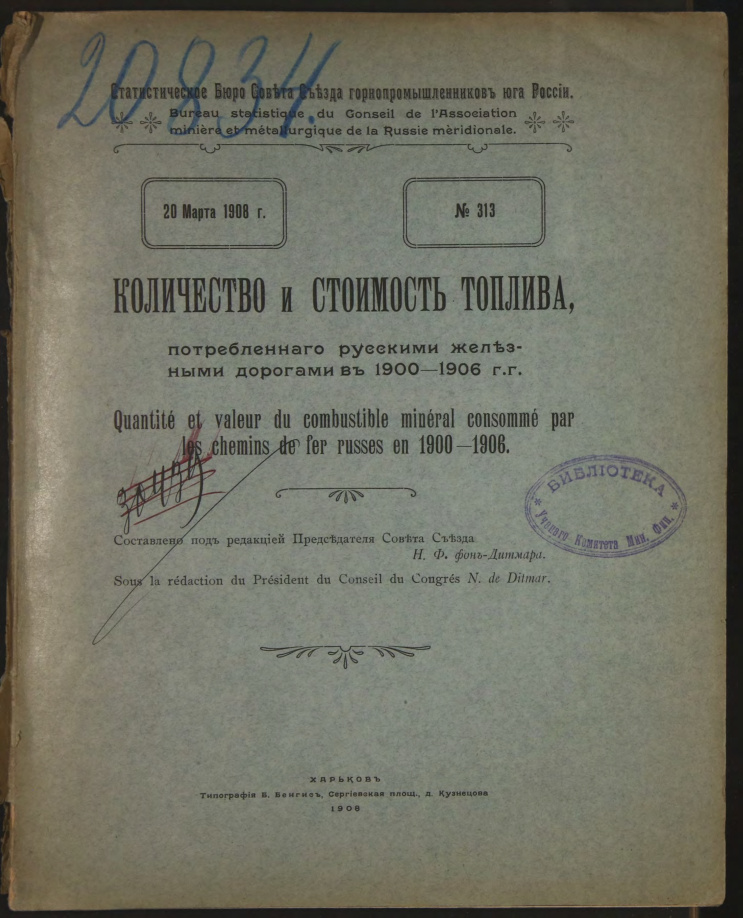 20834.
Статистическое Бюро Совѣта Съѣзда горнопромышленниковъ юга Россіи.
Bureau statistique du Conseil de l'Association
minière et métallurgique de la Russie mèridionale.
20 Марта 1908 г.
№ 313
КОЛИЧЕСТВО и СТОИМОСТЬ ТОПЛИВА,
потребленнаго русскими желѣз-
ными дорогами въ 1900—1906 г.г.
Quantité et valeur du combustible minéral consommé par
les chemins de fer russes en 1900—1906.
БИБЛІОТЕКА
Ученаго Комитета Мин. Фин.
Составлено подъ редакціей Предсѣдателя Совѣта Съѣзда
Н. Ф. фонъ-Дитмара.
Sous la rédaction du Président du Conseil du Congrés N. de Ditmar.
ХАРЬКОВЪ
Типографія Б. Бенгисъ, Сергіевская площ., д. Кузнецова
1908